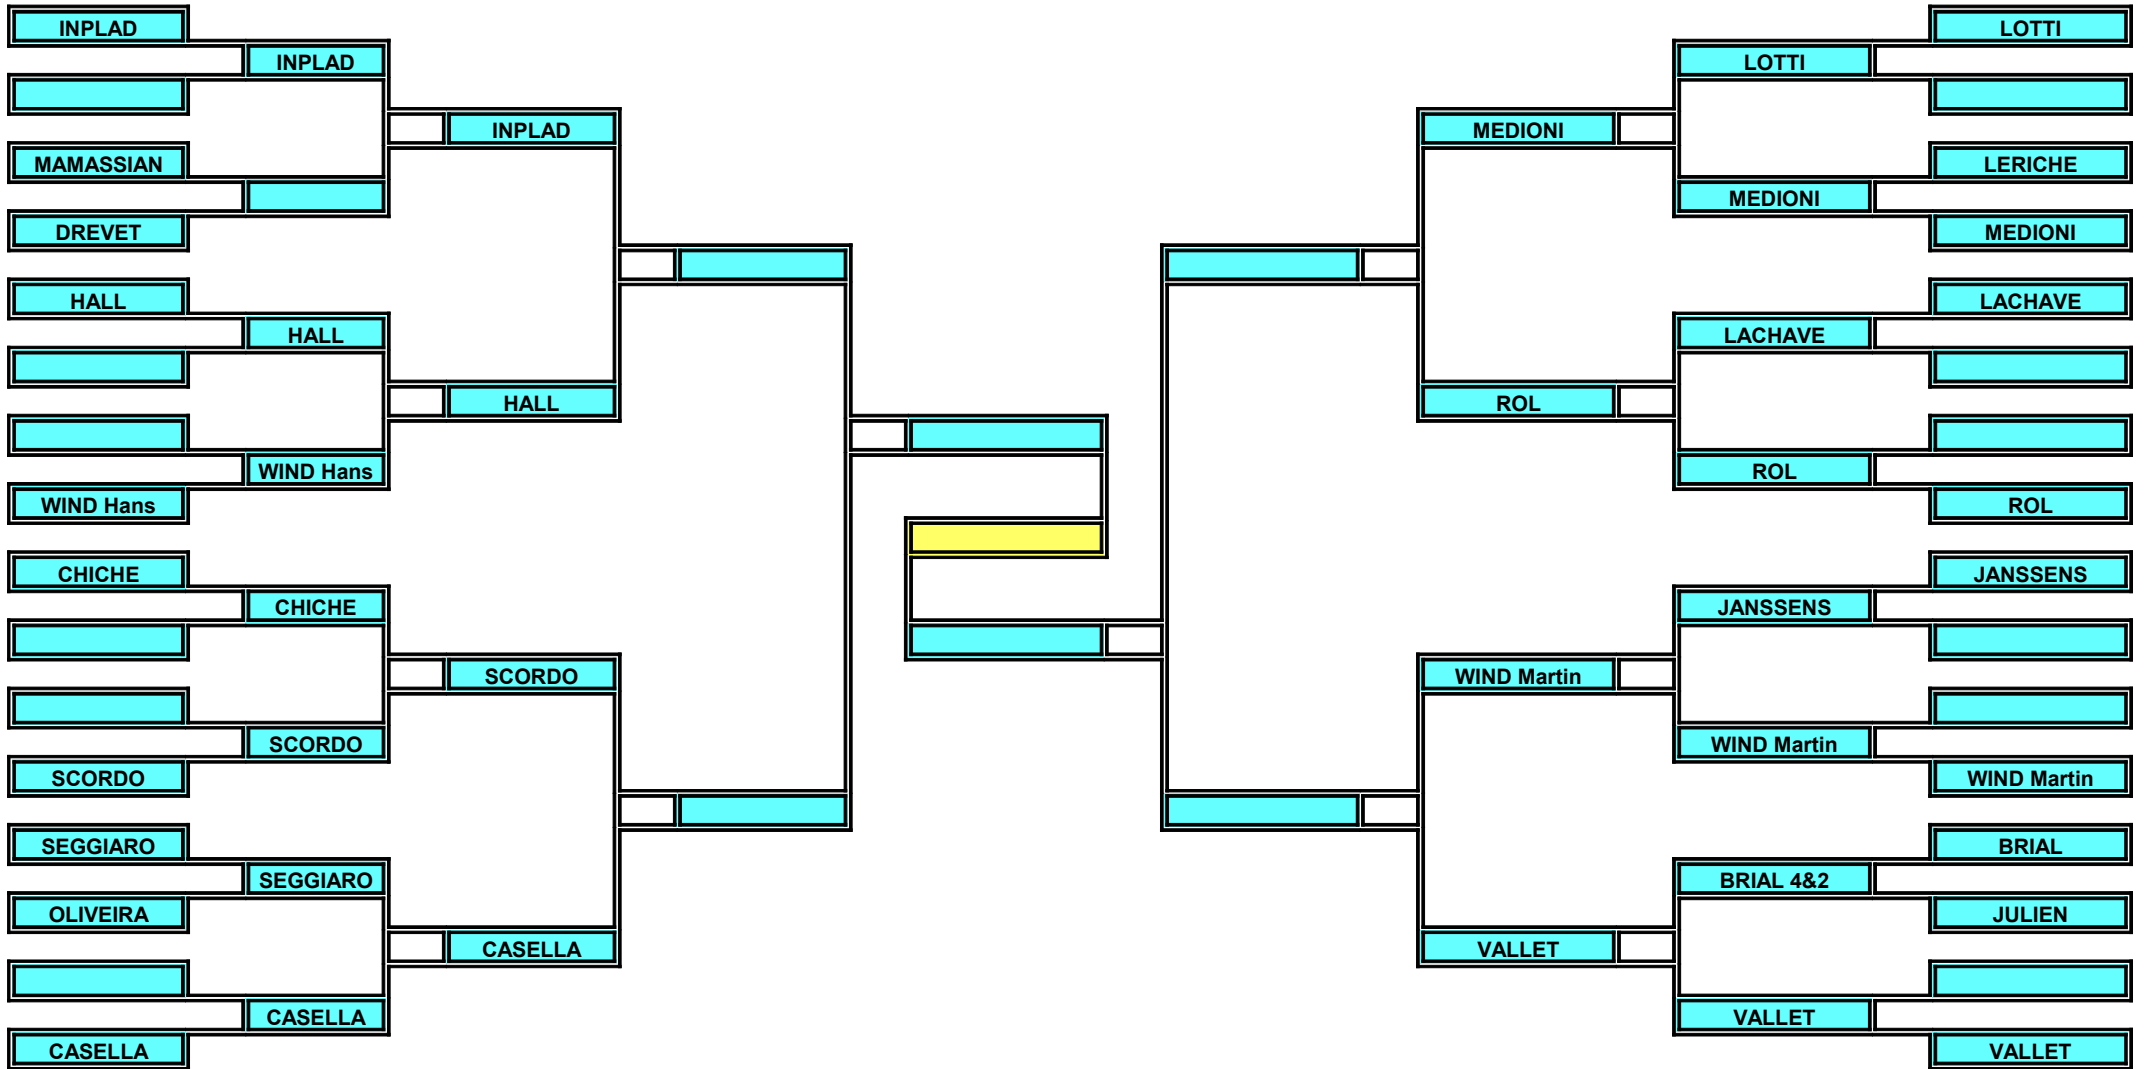 INPLAD
LOTTI
INPLAD
LOTTI
INPLAD
MEDIONI
MAMASSIAN
LERICHE
MEDIONI
DREVET
MEDIONI
HALL
LACHAVE
HALL
LACHAVE
HALL
ROL
WIND Hans
ROL
WIND Hans
ROL
CHICHE
JANSSENS
CHICHE
JANSSENS
SCORDO
WIND Martin
SCORDO
WIND Martin
SCORDO
WIND Martin
SEGGIARO
BRIAL
SEGGIARO
BRIAL 4&2
OLIVEIRA
JULIEN
CASELLA
VALLET
CASELLA
VALLET
CASELLA
VALLET